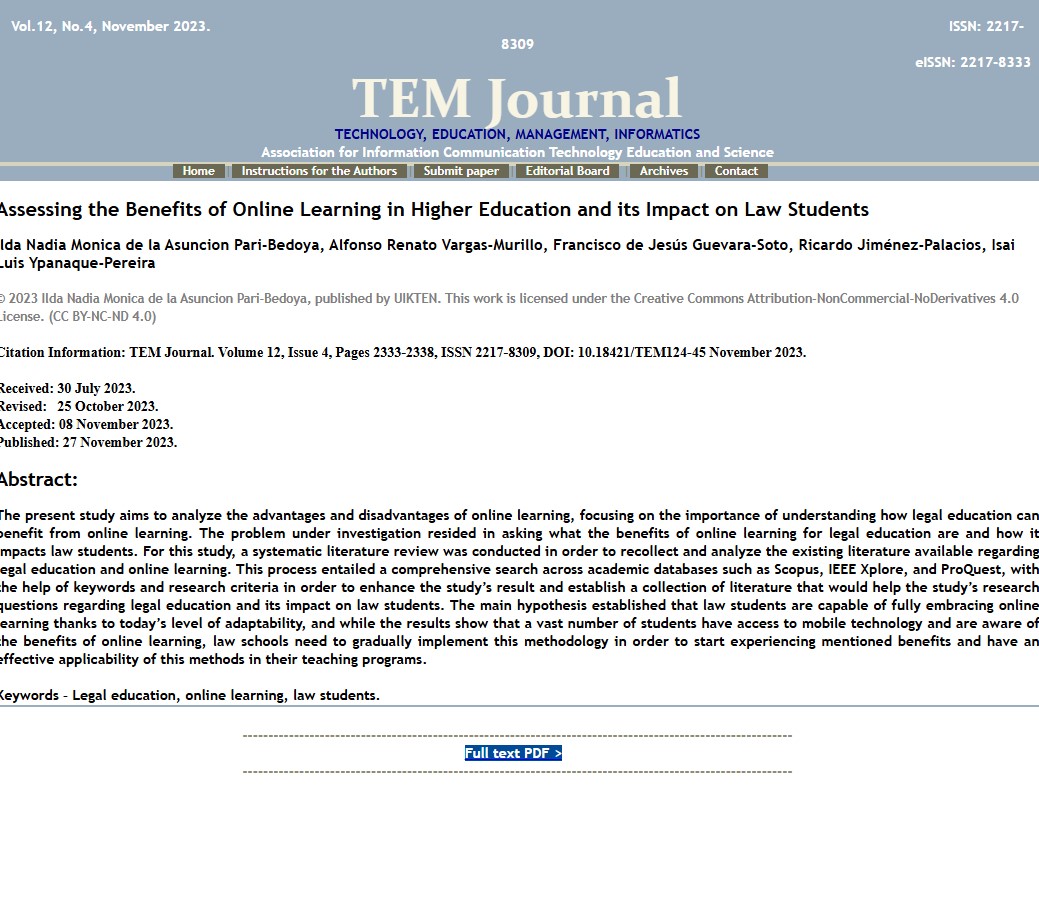 Vol.12, No.4, November 2023.
ISSN: 2217-
8309
eISSN: 2217-8333
TEM Journal
TECHNOLOGY, EDUCATION, MANAGEMENT, INFORMATICS
Association for Information Communication Technology Education and Science
Home | Instructions for the Authors | Submit paper | Editorial Board | Archives | Contact
Assessing the Benefits of Online Learning in Higher Education and its Impact on Law Students
Ilda Nadia Monica de la Asuncion Pari-Bedoya, Alfonso Renato Vargas-Murillo, Francisco de Jesús Guevara-Soto, Ricardo Jiménez-Palacios, Isai
Luis Ypanaque-Pereira
© 2023 Ilda Nadia Monica de la Asuncion Pari-Bedoya, published by UIKTEN. This work is licensed under the Creative Commons Attribution-NonCommercial-NoDerivatives 4.0
License. (CC BY-NC-ND 4.0)
Citation Information: TEM Journal. Volume 12, Issue 4, Pages 2333-2338, ISSN 2217-8309, DOI: 10.18421/TEM124-45 November 2023.
Received: 30 July 2023.
Revised: 25 October 2023.
Accepted: 08 November 2023.
Published: 27 November 2023.
Abstract:
The present study aims to analyze the advantages and disadvantages of online learning, focusing on the importance of understanding how legal education can
benefit from online learning. The problem under investigation resided in asking what the benefits of online learning for legal education are and how it
impacts law students. For this study, a systematic literature review was conducted in order to recollect and analyze the existing literature available regarding
legal education and online learning. This process entailed a comprehensive search across academic databases such as Scopus, IEEE Xplore, and ProQuest, with
the help of keywords and research criteria in order to enhance the study's result and establish a collection of literature that would help the study's research
questions regarding legal education and its impact on law students. The main hypothesis established that law students are capable of fully embracing online
learning thanks to today's level of adaptability, and while the results show that a vast number of students have access to mobile technology and are aware of
the benefits of online learning, law schools need to gradually implement this methodology in order to start experiencing mentioned benefits and have an
effective applicability of this methods in their teaching programs.
Keywords - Legal education, online learning, law students.
Full text PDF >